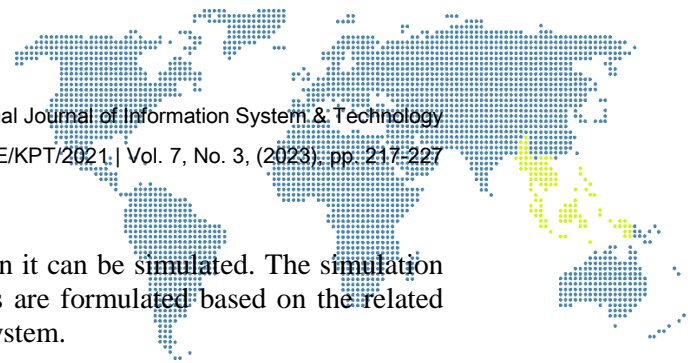 al Journal of Information System & Technology
E/KPT/2021 | Vol. 7, No. 3, (2023), pp. 217-227
n it can be simulated. The simulation
s are formulated based on the related
ystem.